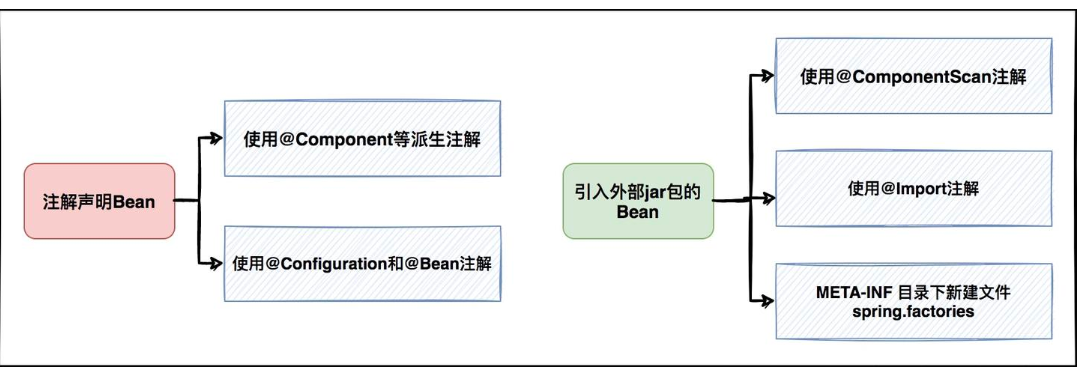 注解声明Bean
使用@Component等派生注解
使用@Configuration和@Bean注解
引入外部jar包的
Bean
使用@ComponentScan注解
使用@Import注解
META-INF 目录下新建文件
spring.factories